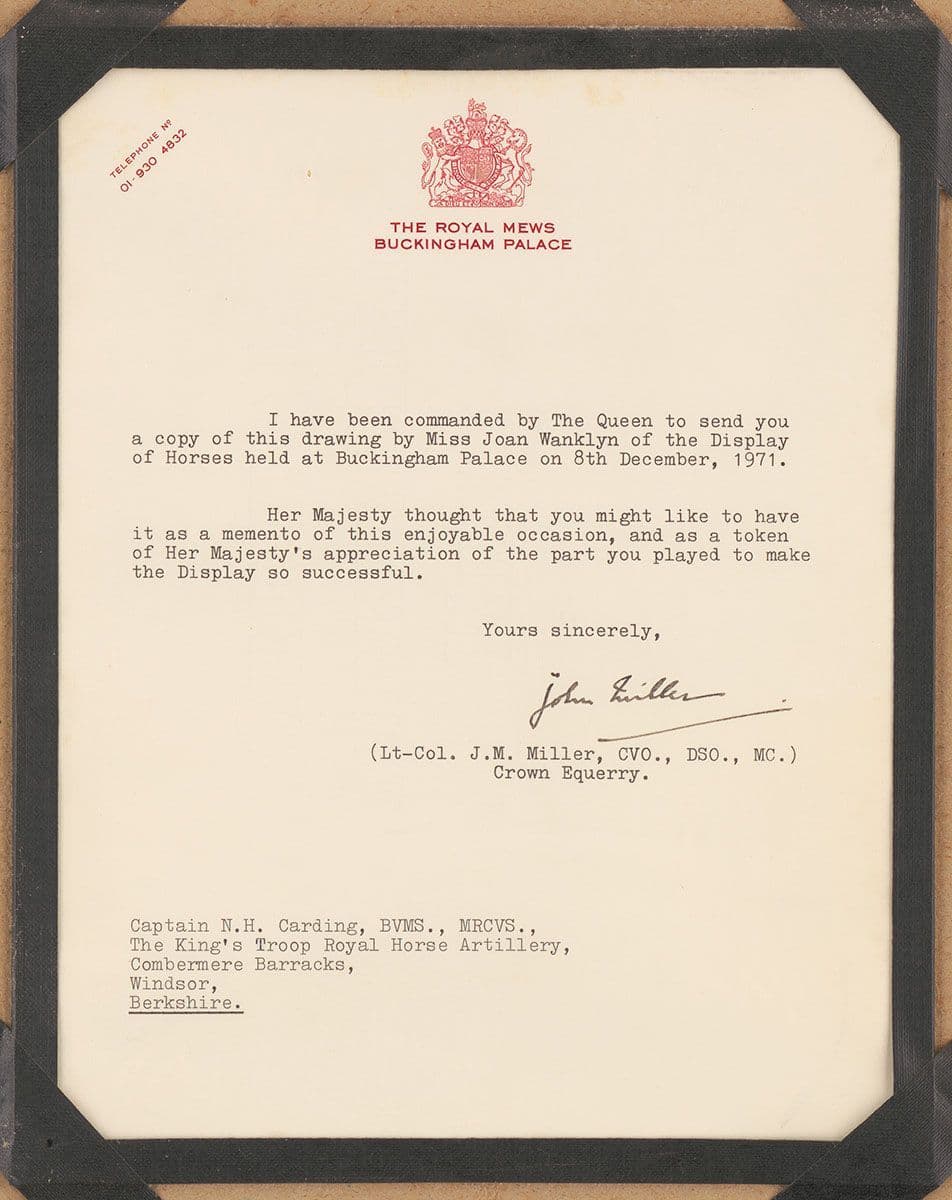 TELEPHONE Nº
01-930 4832
THE ROYAL MEWS
BUCKINGHAM PALACE
I have been commanded by The Queen to send you
a copy of this drawing by Miss Joan Wanklyn of the Display
of Horses held at Buckingham Palace on 8th December, 1971.
Her Majesty thought that you might like to have
it as a memento of this enjoyable occasion, and as a token
of Her Majesty's appreciation of the part you played to make
the Display so successful.
Yours sincerely,
John Miller
(Lt-Col. J.M. Miller, CVO., DSO., MC.)
Crown Equerry.
Captain N.H. Carding, BVMS., MRCVS.,
The King's Troop Royal Horse Artillery,
Combermere Barracks,
Windsor,
Berkshire.